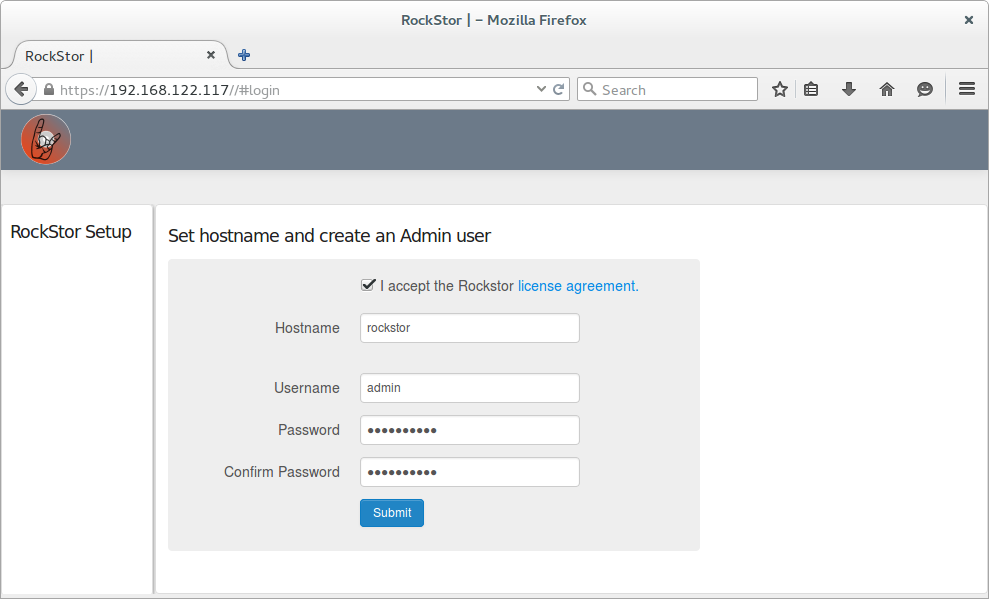 RockStor | - Mozilla Firefox
RockStor |
https://192.168.122.117//#login
Search
RockStor Setup
Set hostname and create an Admin user
I accept the Rockstor license agreement.
Hostname
rockstor
Username
admin
Password
••••••••••
Confirm Password
••••••••••
Submit